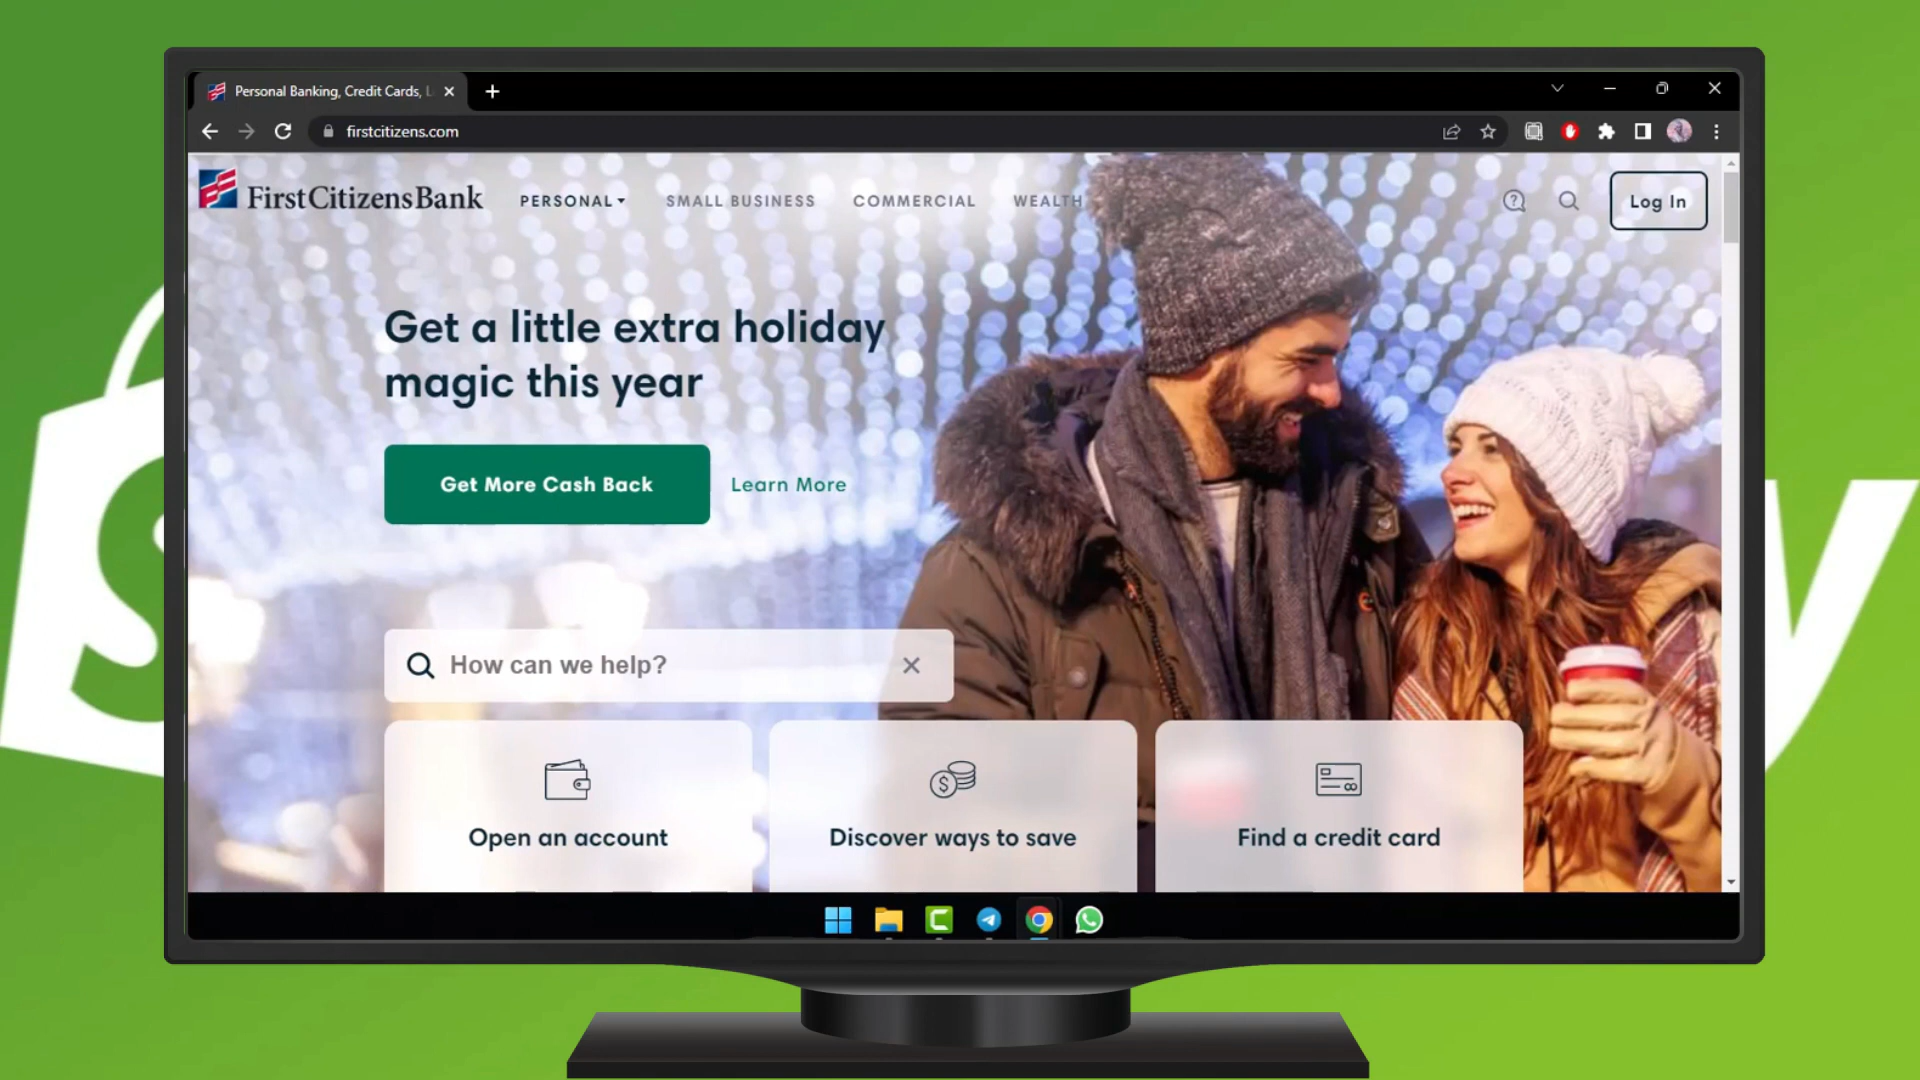 Personal Banking, Credit Cards, L
firstcitizens.com
FirstCitizensBank
PERSONAL
SMALL BUSINESS
COMMERCIAL
WEALTH
Log In
Get a little extra holiday
magic this year
Get More Cash Back
Learn More
How can we help?
Open an account
Discover ways to save
Find a credit card